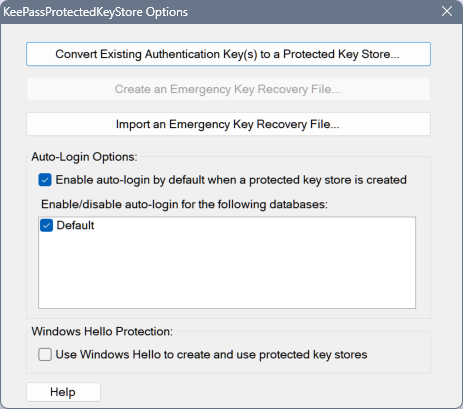 KeePassProtectedKeyStore Options
Convert Existing Authentication Key(s) to a Protected Key Store...
Create an Emergency Key Recovery File...
Import an Emergency Key Recovery File...
Auto-Login Options:
Enable auto-login by default when a protected key store is created
Enable/disable auto-login for the following databases:
Default
Windows Hello Protection:
Use Windows Hello to create and use protected key stores
Help